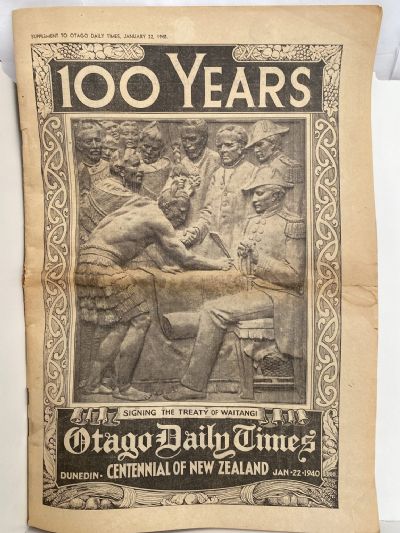 SUPPLEMENT TO OTAGO DAILY TIMES, JANUARY 22, 1940.
100 YEARS
SIGNING THE TREATY OF WAITANGI
Otago Daily Times
DUNEDIN - CENTENNIAL OF NEW ZEALAND JAN-22-1940